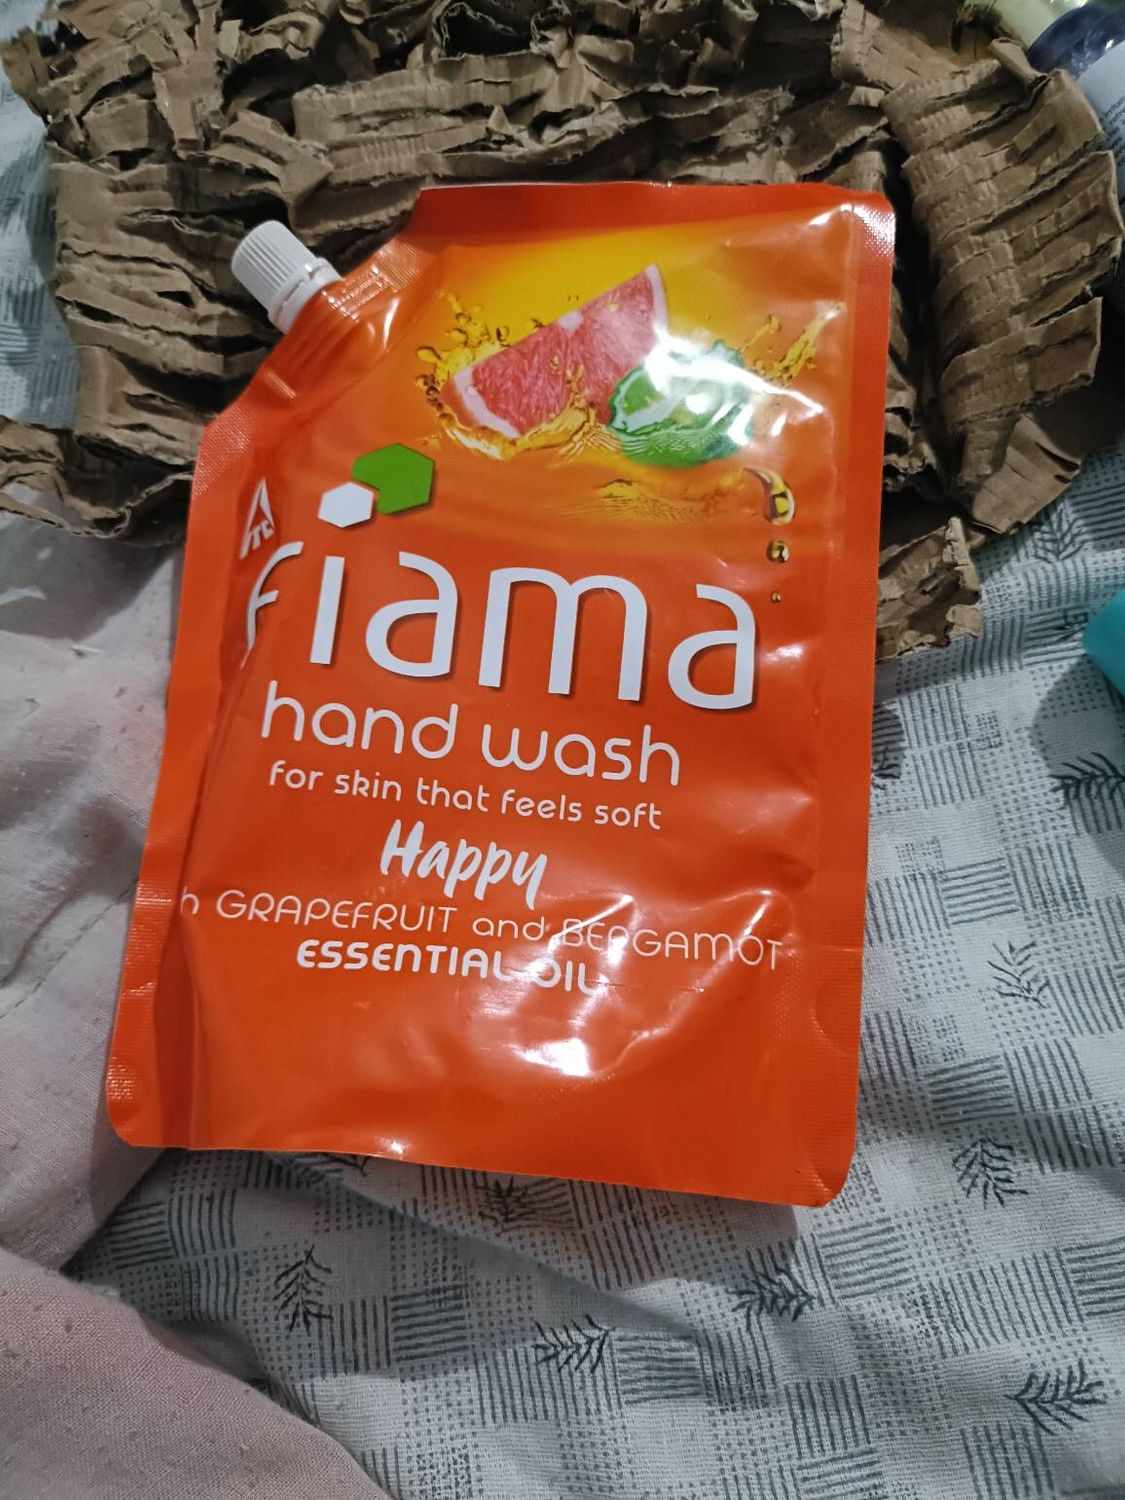 ITC
fiama
hand wash
for skin that feels soft
Happy
h GRAPEFRUIT and BERGAMOT
ESSENTIAL OIL